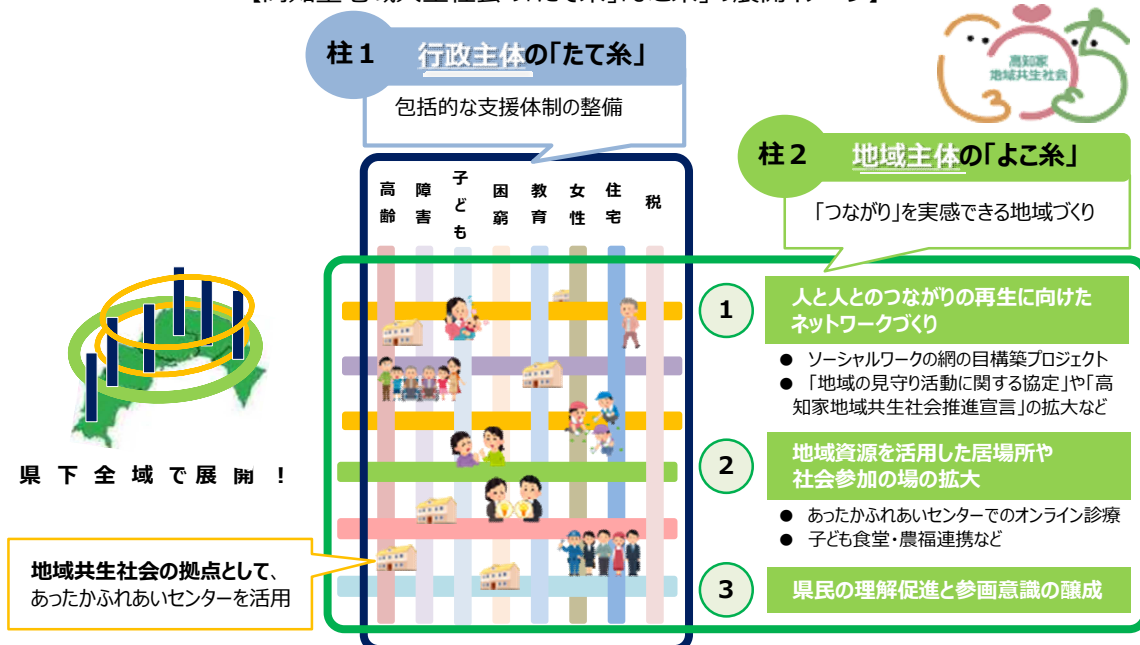 柱1 行政主体の「たて糸」
包括的な支援体制の整備
高知家
地域共生社会
柱2 地域主体の「よこ糸」
「つながり」を実感できる地域づくり
高齢
障害
子ども
困窮
教育
女性
住宅
税
1 人と人とのつながりの再生に向けた
ネットワークづくり
● ソーシャルワークの網の目構築プロジェクト
● 「地域の見守り活動に関する協定」や「高
知家地域共生社会推進宣言」の拡大など
2 地域資源を活用した居場所や
社会参加の場の拡大
● あったかふれあいセンターでのオンライン診療
● 子ども食堂・農福連携など
3 県民の理解促進と参画意識の醸成
県下全域で展開!
地域共生社会の拠点として、
あったかふれあいセンターを活用